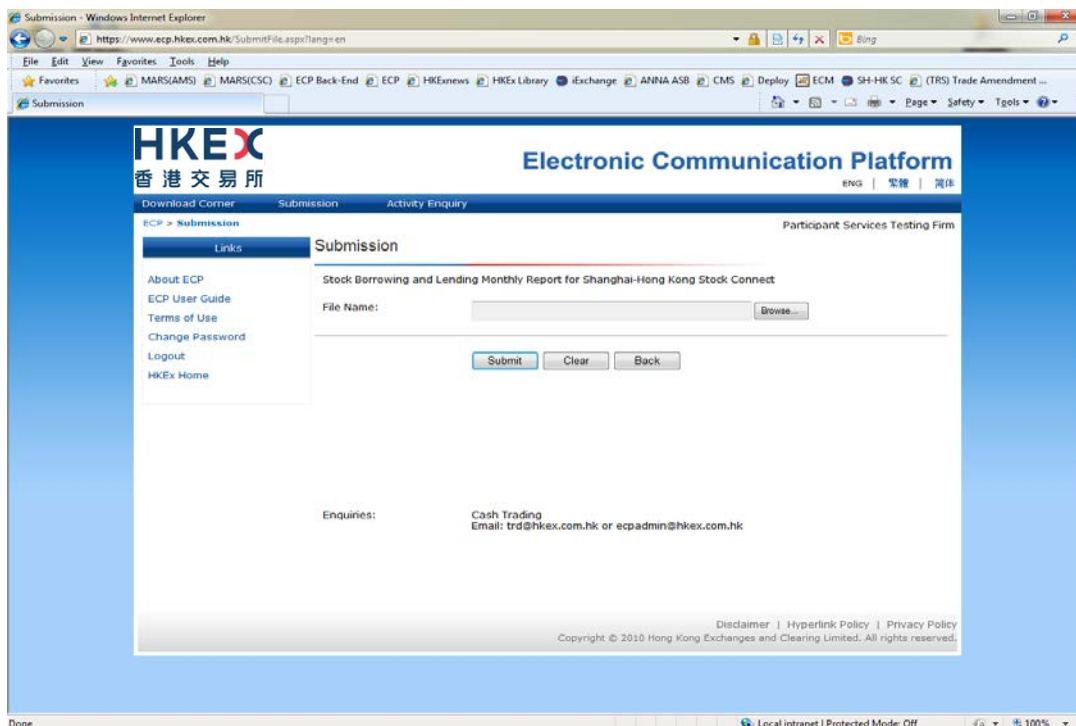 Submission - Windows Internet Explorer
https://www.ecp.hkex.com.hk/SubmitFile.aspx?lang=en
Bing
File Edit View Favorites Tools Help
Favorites MARS(AMS) MARS(CSC) ECP Back-End ECP HKExnews HKEx Library iExchange ANNA ASB CMS Deploy ECM SH-HK SC (TRS) Trade Amendment ...
Submission Page Safety Tools
HKEX
香港交易所
Electronic Communication Platform
ENG | 繁體 | 简体
Download Corner Submission Activity Enquiry
ECP > Submission Participant Services Testing Firm
Links
Submission
About ECP
ECP User Guide
Terms of Use
Change Password
Logout
HKEx Home
Stock Borrowing and Lending Monthly Report for Shanghai-Hong Kong Stock Connect
File Name: Browse...
Submit Clear Back
Enquiries: Cash Trading
Email: trd@hkex.com.hk or ecpadmin@hkex.com.hk
Disclaimer | Hyperlink Policy | Privacy Policy
Copyright © 2010 Hong Kong Exchanges and Clearing Limited. All rights reserved.
Done Local intranet | Protected Mode: Off 100%